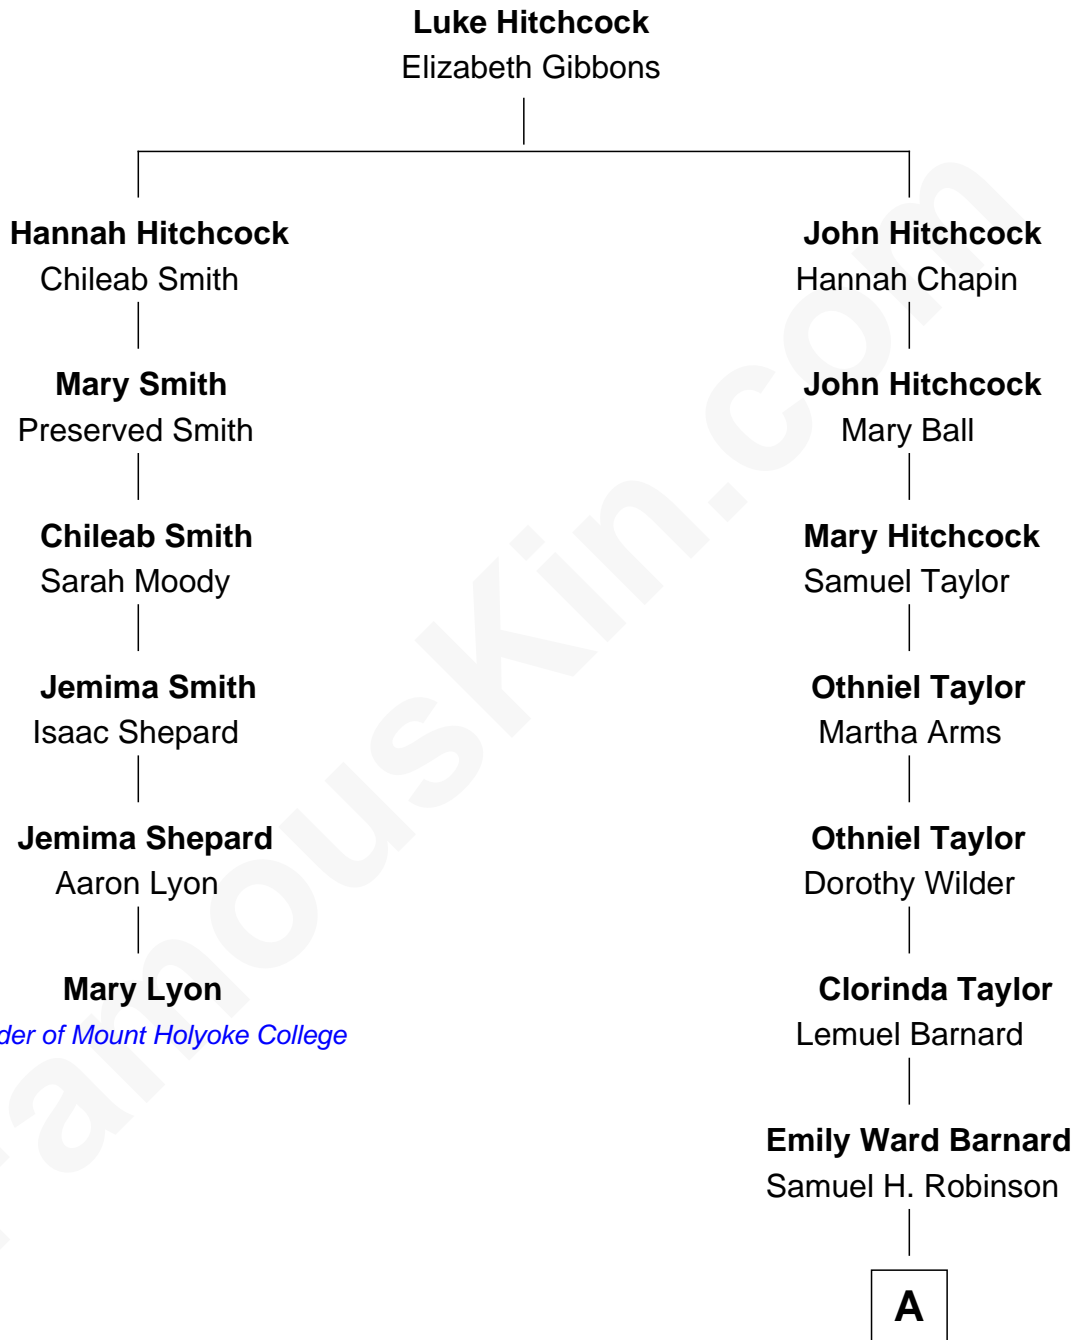 Luke Hitchcock
Elizabeth Gibbons
Hannah Hitchcock
Chileab Smith
John Hitchcock
Hannah Chapin
Mary Smith
Preserved Smith
John Hitchcock
Mary Ball
Chileab Smith
Sarah Moody
Mary Hitchcock
Samuel Taylor
Jemima Smith
Isaac Shepard
Othniel Taylor
Martha Arms
Jemima Shepard
Aaron Lyon
Othniel Taylor
Dorothy Wilder
Mary Lyon
der of Mount Holyoke College
Clorinda Taylor
Lemuel Barnard
Emily Ward Barnard
Samuel H. Robinson
A
FamousKin.com